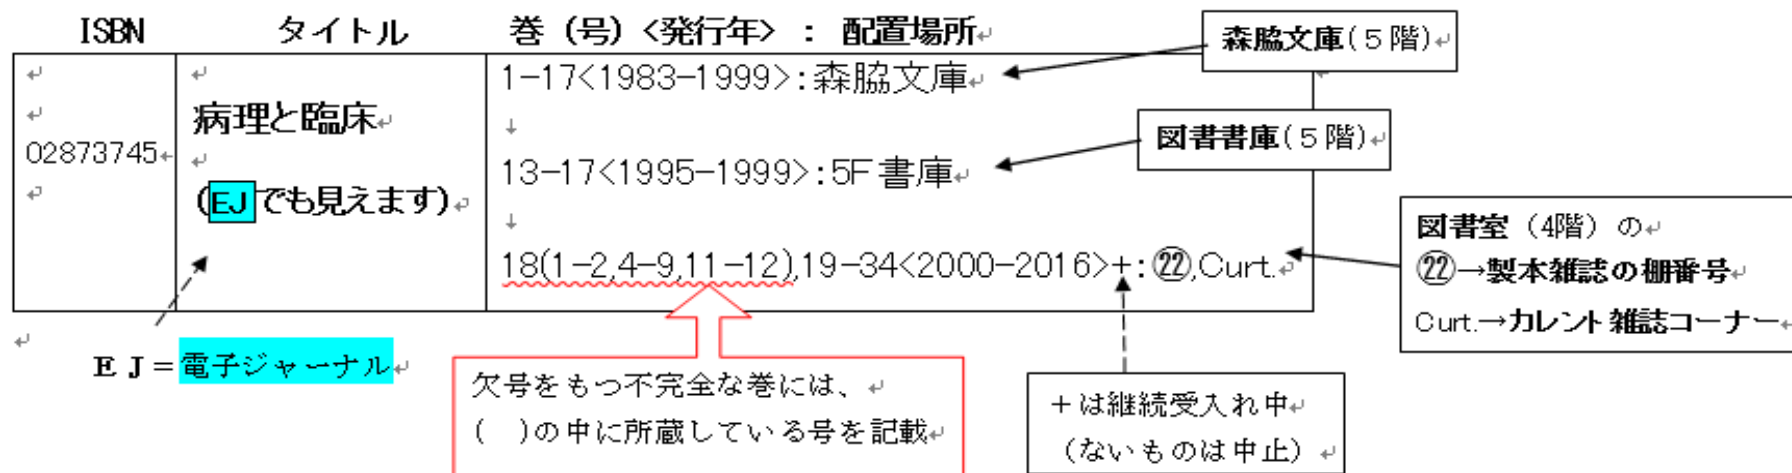 ISBN タイトル 巻（号）<発行年> ： 配置場所↵
森脇文庫(５階)↵
1-17<1983-1999>:森脇文庫↵
病理と臨床↵
↓
図書書庫(５階)↵
02873745↵
13-17<1995-1999>:5F書庫↵
(EJでも見えます)↵
↓
図書室（4階）の↵
18(1-2,4-9,11-12),19-34<2000-2016>+:㉒,Curt.↵
㉒→製本雑誌の棚番号↵
Curt.→カレント雑誌コーナー↵
ＥＪ＝電子ジャーナル↵
欠号をもつ不完全な巻には、↵
(　)の中に所蔵している号を記載↵
＋は継続受入れ中↵
（ないものは中止）↵